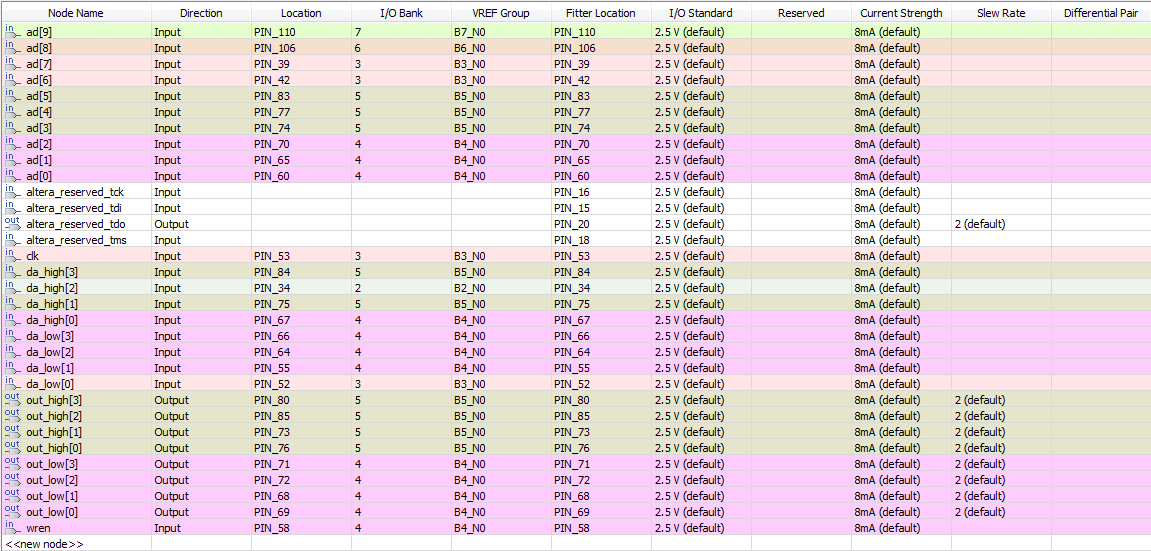 Node Name Direction Location I/O Bank VREF Group Fitter Location I/O Standard Reserved Current Strength Slew Rate Differential Pair
in ad[9] Input PIN_110 7 B7_N0 PIN_110 2.5 V (default) 8mA (default)
in ad[8] Input PIN_106 6 B6_N0 PIN_106 2.5 V (default) 8mA (default)
in ad[7] Input PIN_39 3 B3_N0 PIN_39 2.5 V (default) 8mA (default)
in ad[6] Input PIN_42 3 B3_N0 PIN_42 2.5 V (default) 8mA (default)
in ad[5] Input PIN_83 5 B5_N0 PIN_83 2.5 V (default) 8mA (default)
in ad[4] Input PIN_77 5 B5_N0 PIN_77 2.5 V (default) 8mA (default)
in ad[3] Input PIN_74 5 B5_N0 PIN_74 2.5 V (default) 8mA (default)
in ad[2] Input PIN_70 4 B4_N0 PIN_70 2.5 V (default) 8mA (default)
in ad[1] Input PIN_65 4 B4_N0 PIN_65 2.5 V (default) 8mA (default)
in ad[0] Input PIN_60 4 B4_N0 PIN_60 2.5 V (default) 8mA (default)
in altera_reserved_tck Input PIN_16 2.5 V (default) 8mA (default)
in altera_reserved_tdi Input PIN_15 2.5 V (default) 8mA (default)
out altera_reserved_tdo Output PIN_20 2.5 V (default) 8mA (default) 2 (default)
in altera_reserved_tms Input PIN_18 2.5 V (default) 8mA (default)
in clk Input PIN_53 3 B3_N0 PIN_53 2.5 V (default) 8mA (default)
in da_high[3] Input PIN_84 5 B5_N0 PIN_84 2.5 V (default) 8mA (default)
in da_high[2] Input PIN_34 2 B2_N0 PIN_34 2.5 V (default) 8mA (default)
in da_high[1] Input PIN_75 5 B5_N0 PIN_75 2.5 V (default) 8mA (default)
in da_high[0] Input PIN_67 4 B4_N0 PIN_67 2.5 V (default) 8mA (default)
in da_low[3] Input PIN_66 4 B4_N0 PIN_66 2.5 V (default) 8mA (default)
in da_low[2] Input PIN_64 4 B4_N0 PIN_64 2.5 V (default) 8mA (default)
in da_low[1] Input PIN_55 4 B4_N0 PIN_55 2.5 V (default) 8mA (default)
in da_low[0] Input PIN_52 3 B3_N0 PIN_52 2.5 V (default) 8mA (default)
out out_high[3] Output PIN_80 5 B5_N0 PIN_80 2.5 V (default) 8mA (default) 2 (default)
out out_high[2] Output PIN_85 5 B5_N0 PIN_85 2.5 V (default) 8mA (default) 2 (default)
out out_high[1] Output PIN_73 5 B5_N0 PIN_73 2.5 V (default) 8mA (default) 2 (default)
out out_high[0] Output PIN_76 5 B5_N0 PIN_76 2.5 V (default) 8mA (default) 2 (default)
out out_low[3] Output PIN_71 4 B4_N0 PIN_71 2.5 V (default) 8mA (default) 2 (default)
out out_low[2] Output PIN_72 4 B4_N0 PIN_72 2.5 V (default) 8mA (default) 2 (default)
out out_low[1] Output PIN_68 4 B4_N0 PIN_68 2.5 V (default) 8mA (default) 2 (default)
out out_low[0] Output PIN_69 4 B4_N0 PIN_69 2.5 V (default) 8mA (default) 2 (default)
in wren Input PIN_58 4 B4_N0 PIN_58 2.5 V (default) 8mA (default)
<<new node>>